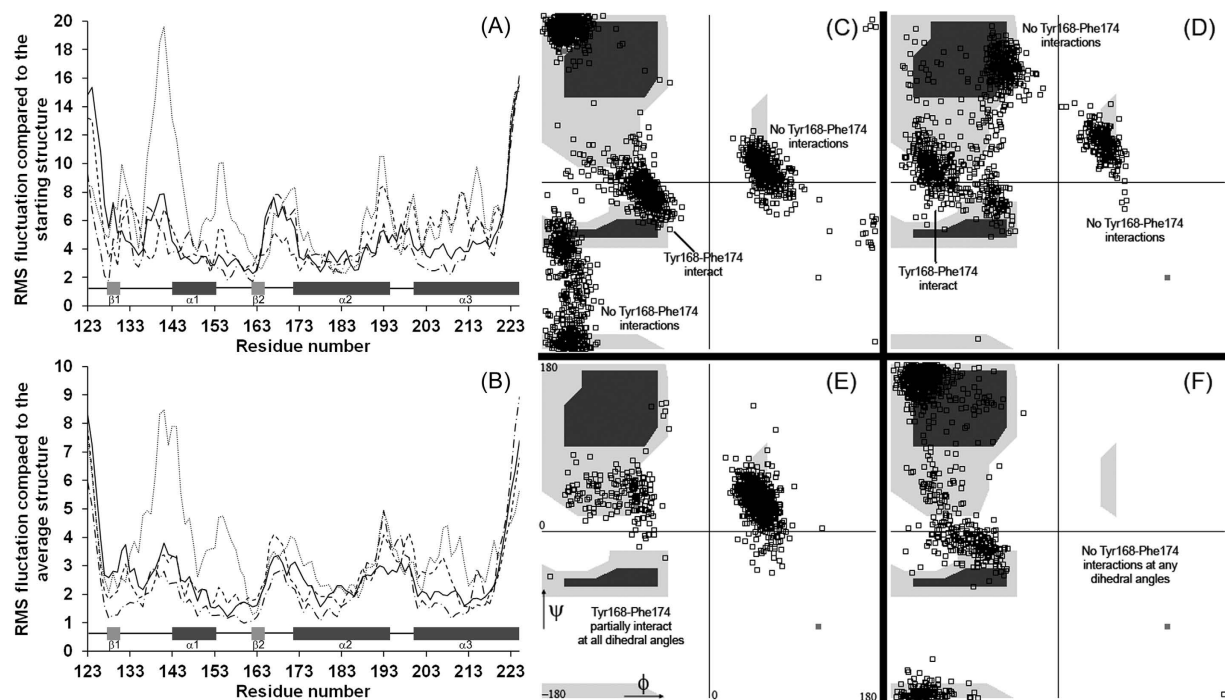 RMS fluctuation compared to the
starting structure
20
18
16
14
12
10
8
6
4
2
0
(A)
β1
α1
β2
α2
α3
123 133 143 153 163 173 183 193 203 213 223
Residue number
RMS fluctation compaed to the
average structure
10
9
8
7
6
5
4
3
2
1
0
(B)
β1
α1
β2
α2
α3
123 133 143 153 163 173 183 193 203 213 223
Residue number
(C)
No Tyr168-Phe174
interactions
Tyr168-Phe174
interact
No Tyr168-Phe174
interactions
(D)
No Tyr168-Phe174
interactions
No Tyr168-Phe174
interactions
Tyr168-Phe174
interact
180
(E)
0
Ψ
Tyr168-Phe174
partially interact
at all dihedral angles
−180
ϕ
0
180
(F)
No Tyr168-Phe174
interactions at any
dihedral angles